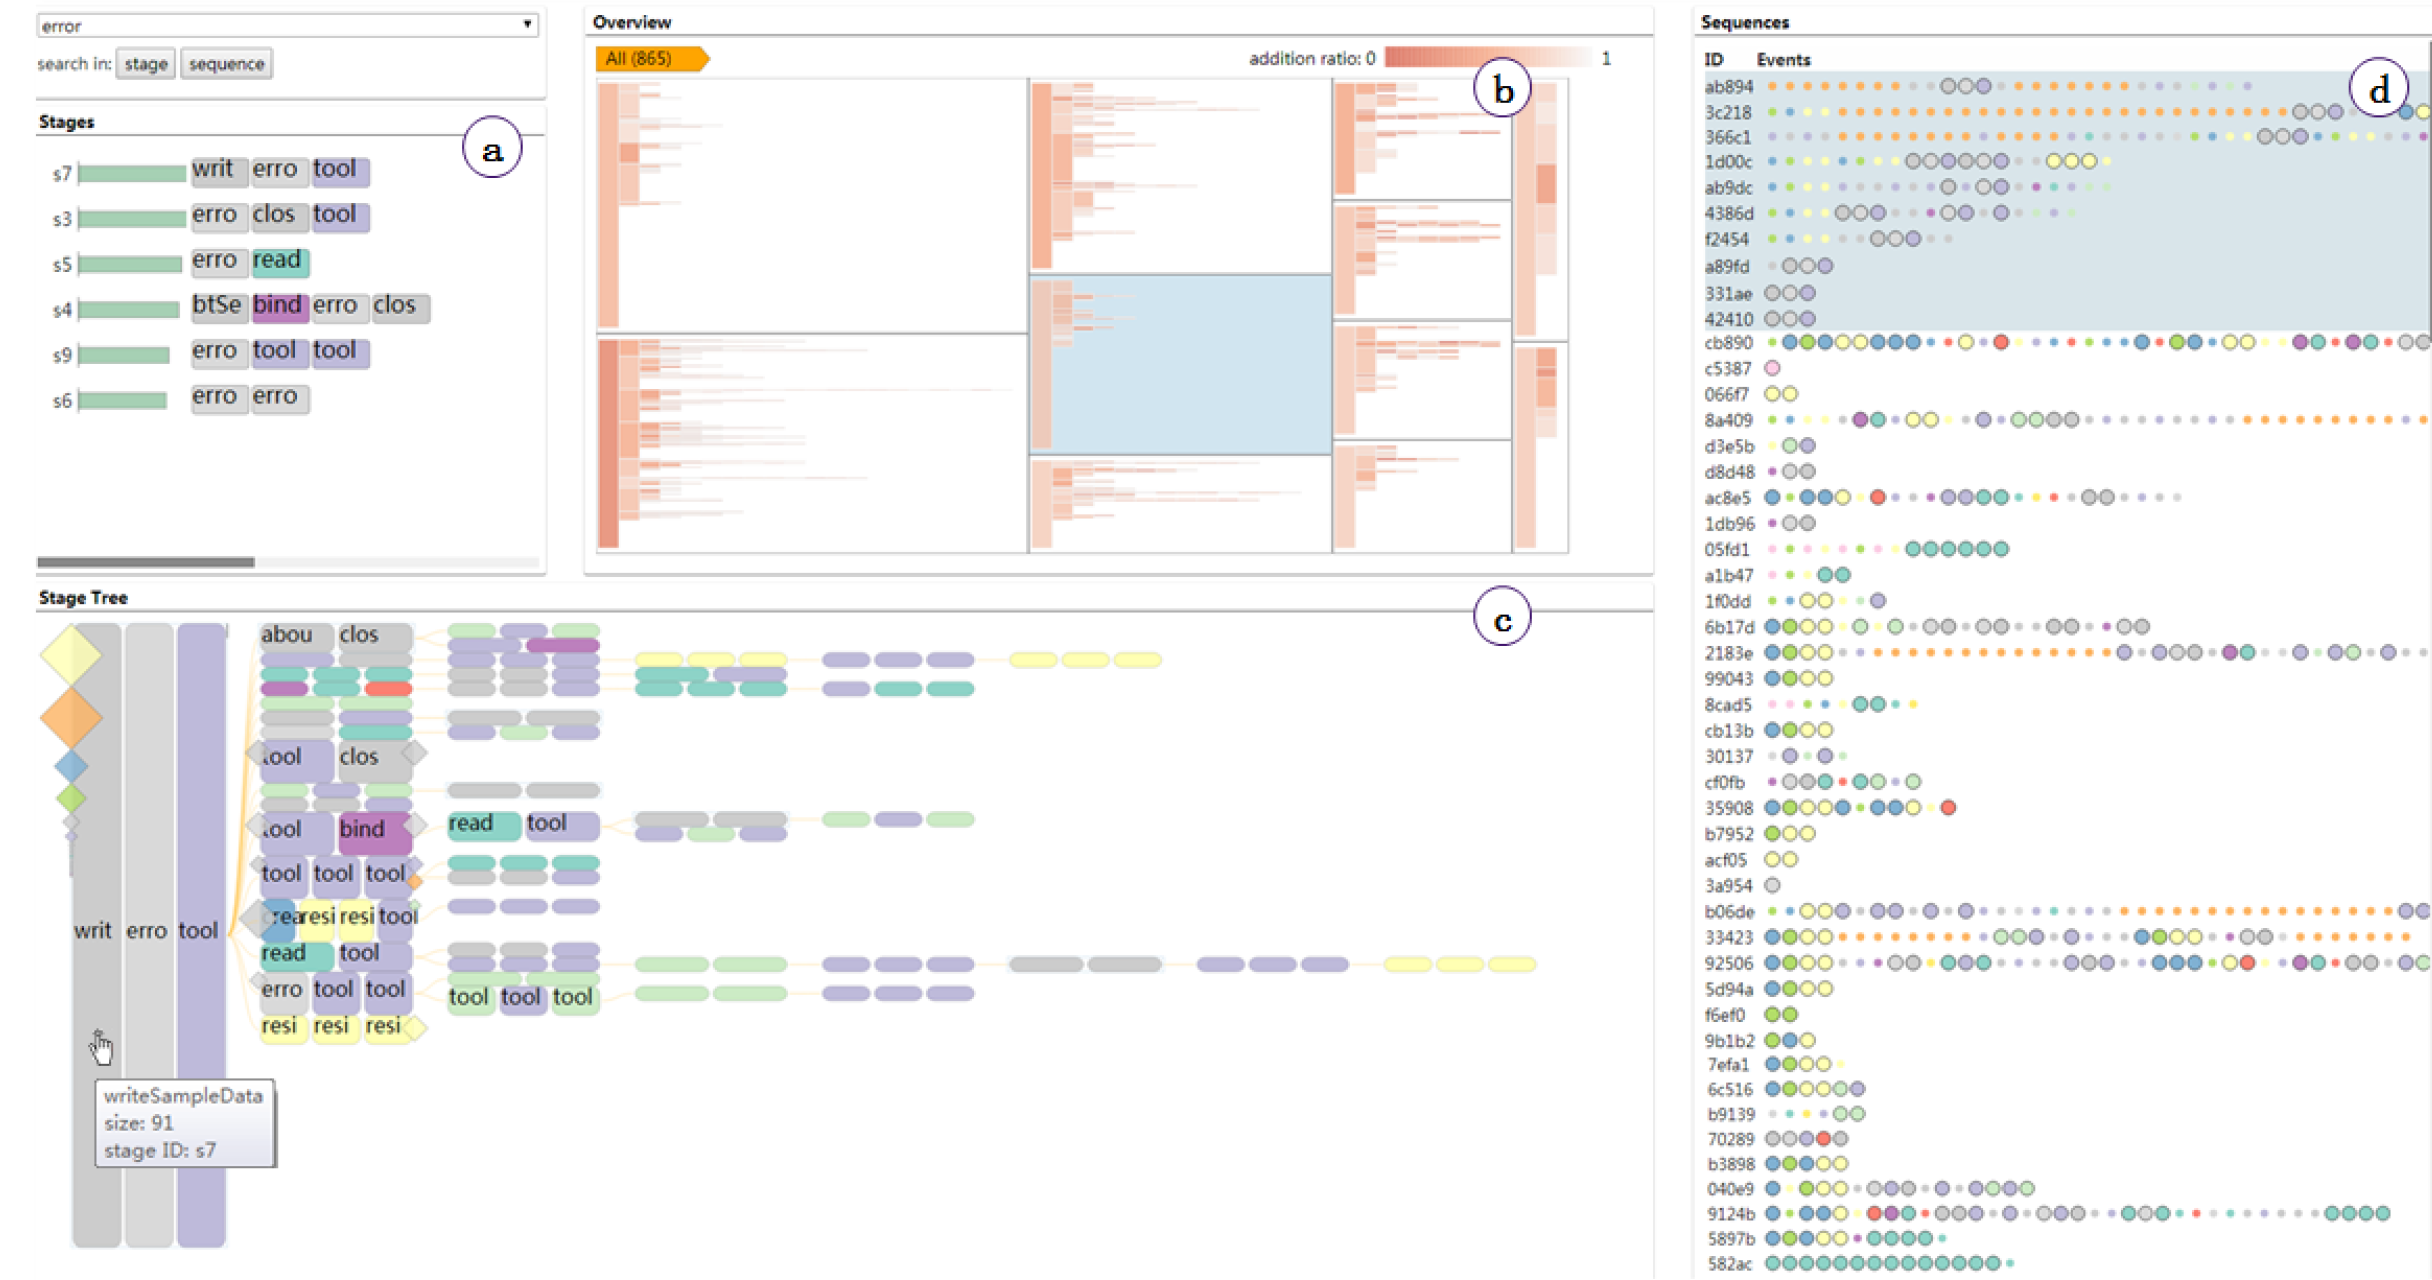 error
search in: stage sequence
Stages
a
s7 writ erro tool
s3 erro clos tool
s5 erro read
s4 btSe bind erro clos
s9 erro tool tool
s6 erro erro
Overview
All (865)
addition ratio: 0 1
b
Stage Tree
c
abou clos
tool clos
tool bind read tool
tool tool tool
crea resi resi tool
writ erro tool
read tool
erro tool tool tool tool tool
resi resi resi
writeSampleData
size: 91
stage ID: s7
Sequences
ID Events
d
ab894
3c218
366c1
1d00c
ab9dc
4386d
f2454
a89fd
331ae
42410
cb890
c5387
066f7
8a409
d3e5b
d8d48
ac8e5
1db96
05fd1
a1b47
1f0dd
6b17d
2183e
99043
8cad5
cb13b
30137
cf0fb
35908
b7952
acf05
3a954
b06de
33423
92506
5d94a
f6ef0
9b1b2
7efa1
6c516
b9139
70289
b3898
040e9
9124b
5897b
582ac